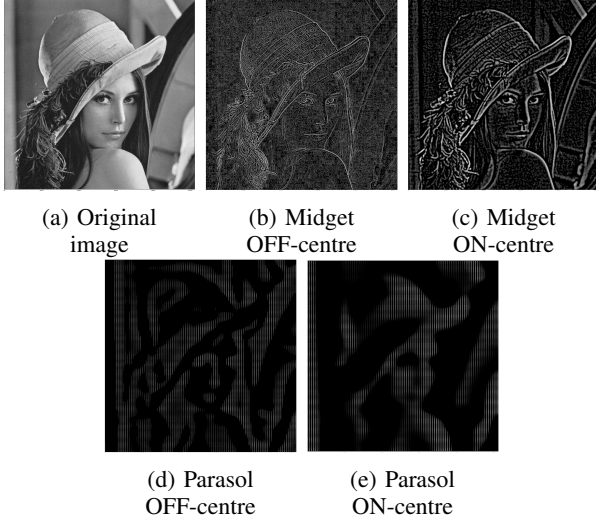 (a) Original
image
(b) Midget
OFF-centre
(c) Midget
ON-centre
(d) Parasol
OFF-centre
(e) Parasol
ON-centre